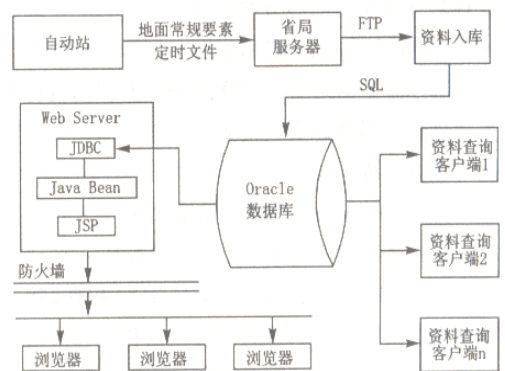 自动站
地面常规要素
定时文件
省局
服务器
FTP
资料入库
SQL
Web Server
JDBC
Java Bean
JSP
Oracle
数据库
资料查询
客户端1
资料查询
客户端2
资料查询
客户端n
防火墙
浏览器
浏览器
浏览器